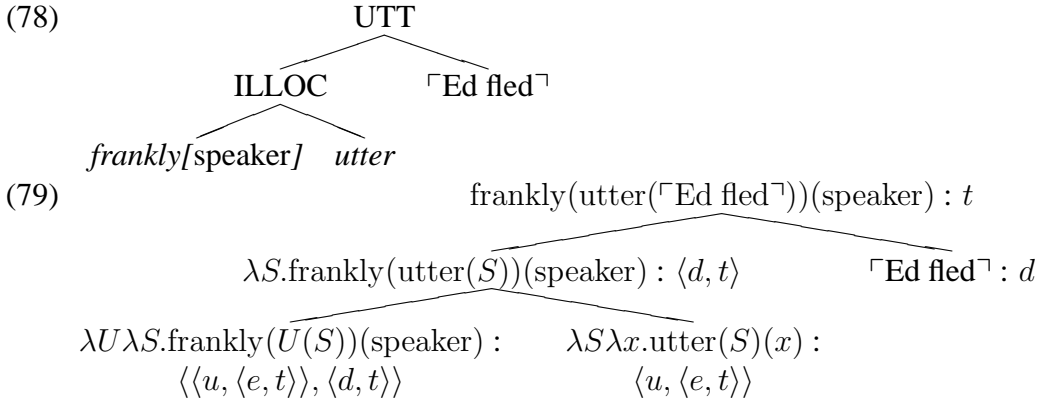 (78) UTT
ILLOC ⌜Ed fled⌝
frankly[speaker] utter
(79) frankly(utter(⌜Ed fled⌝))(speaker) : t
λS.frankly(utter(S))(speaker) : ⟨d, t⟩ ⌜Ed fled⌝ : d
λUλS.frankly(U(S))(speaker) : λSλx.utter(S)(x) :
⟨⟨u, ⟨e, t⟩⟩, ⟨d, t⟩⟩ ⟨u, ⟨e, t⟩⟩